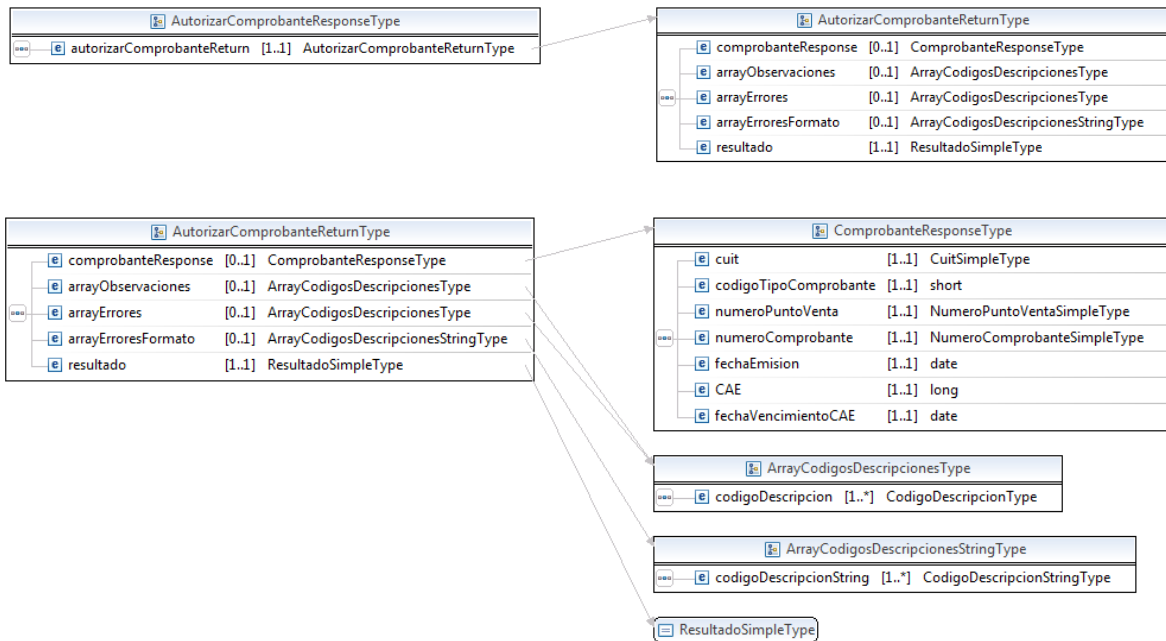 AutorizarComprobanteResponseType
autorizarComprobanteReturn [1..1] AutorizarComprobanteReturnType
AutorizarComprobanteReturnType
comprobanteResponse [0..1] ComprobanteResponseType
arrayObservaciones [0..1] ArrayCodigosDescripcionesType
arrayErrores [0..1] ArrayCodigosDescripcionesType
arrayErroresFormato [0..1] ArrayCodigosDescripcionesStringType
resultado [1..1] ResultadoSimpleType
AutorizarComprobanteReturnType
comprobanteResponse [0..1] ComprobanteResponseType
arrayObservaciones [0..1] ArrayCodigosDescripcionesType
arrayErrores [0..1] ArrayCodigosDescripcionesType
arrayErroresFormato [0..1] ArrayCodigosDescripcionesStringType
resultado [1..1] ResultadoSimpleType
ComprobanteResponseType
cuit [1..1] CuitSimpleType
codigoTipoComprobante [1..1] short
numeroPuntoVenta [1..1] NumeroPuntoVentaSimpleType
numeroComprobante [1..1] NumeroComprobanteSimpleType
fechaEmision [1..1] date
CAE [1..1] long
fechaVencimientoCAE [1..1] date
ArrayCodigosDescripcionesType
codigoDescripcion [1..*] CodigoDescripcionType
ArrayCodigosDescripcionesStringType
codigoDescripcionString [1..*] CodigoDescripcionStringType
ResultadoSimpleType